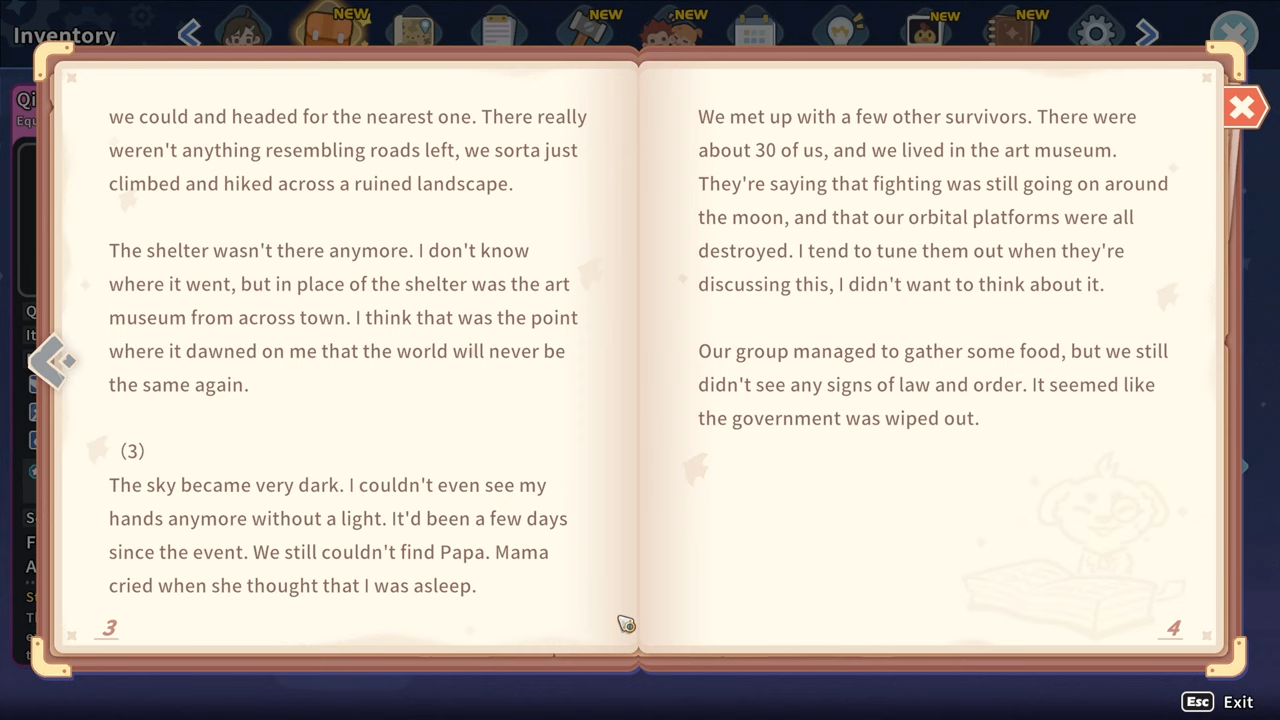 Inventory
NEW
NEW
NEW
NEW
NEW
Qi
Equ
we could and headed for the nearest one. There really
weren't anything resembling roads left, we sorta just
climbed and hiked across a ruined landscape.
The shelter wasn't there anymore. I don't know
where it went, but in place of the shelter was the art
museum from across town. I think that was the point
where it dawned on me that the world will never be
the same again.
(3)
The sky became very dark. I couldn't even see my
hands anymore without a light. It'd been a few days
since the event. We still couldn't find Papa. Mama
cried when she thought that I was asleep.
3
We met up with a few other survivors. There were
about 30 of us, and we lived in the art museum.
They're saying that fighting was still going on around
the moon, and that our orbital platforms were all
destroyed. I tend to tune them out when they're
discussing this, I didn't want to think about it.
Our group managed to gather some food, but we still
didn't see any signs of law and order. It seemed like
the government was wiped out.
4
Esc Exit